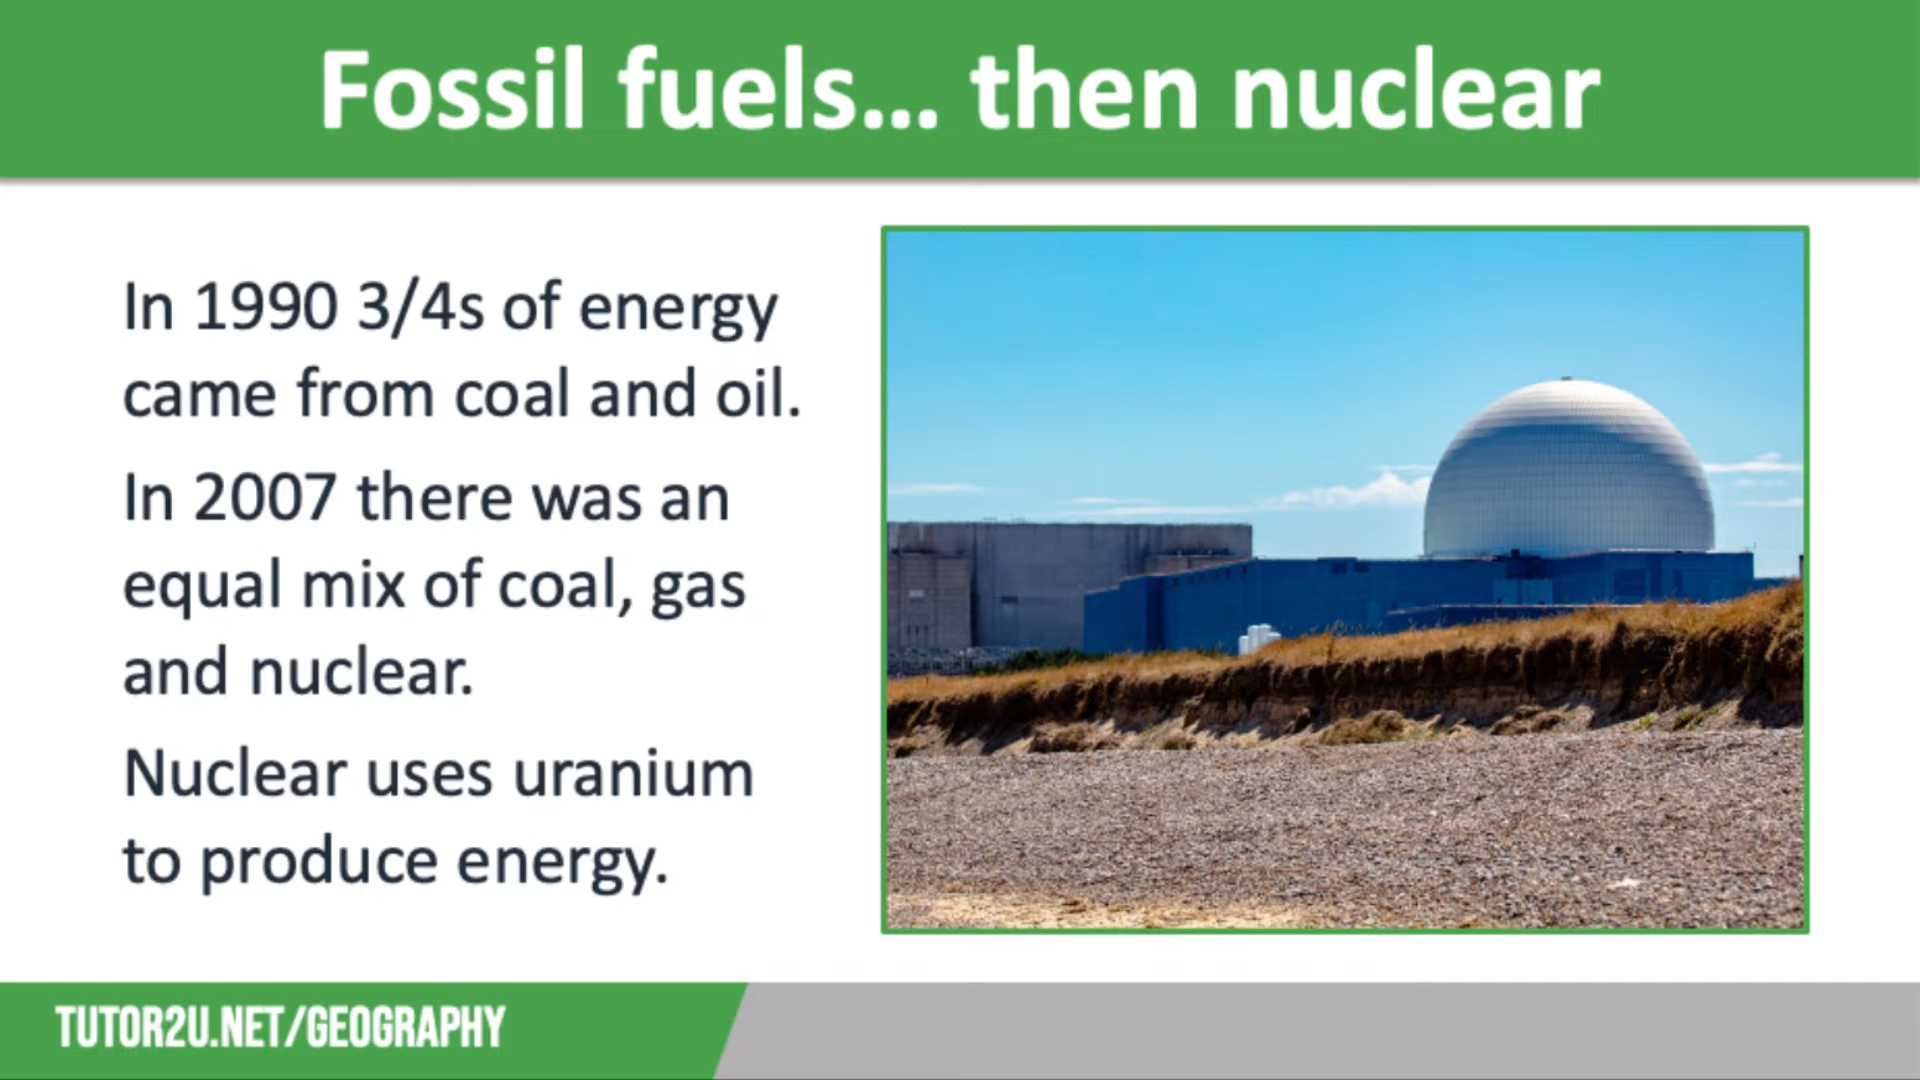 Fossil fuels... then nuclear
In 1990 3/4s of energy
came from coal and oil.
In 2007 there was an
equal mix of coal, gas
and nuclear.
Nuclear uses uranium
to produce energy.
TUTOR2U.NET/GEOGRAPHY